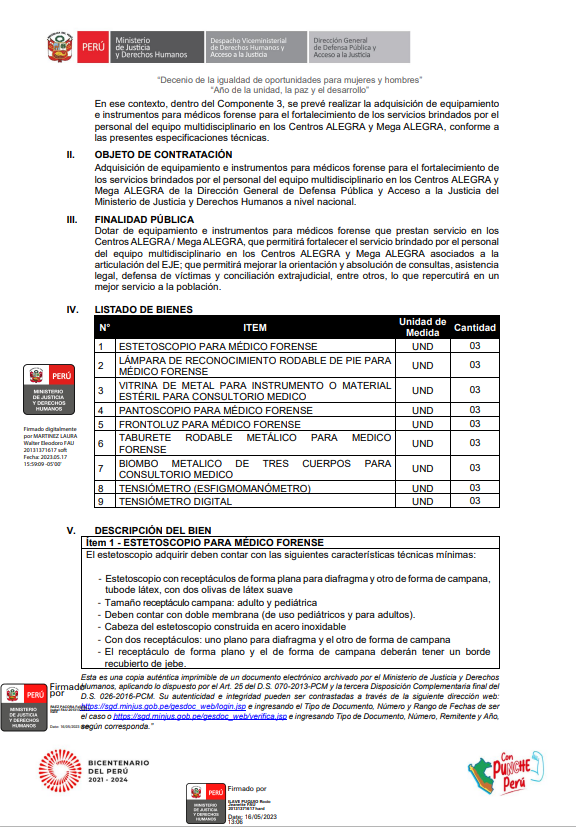 PERÚ
Ministerio
de Justicia
y Derechos Humanos
Despacho Viceministerial
de Derechos Humanos y
Acceso a la Justicia
Dirección General
de Defensa Pública y
Acceso a la Justicia
“Decenio de la igualdad de oportunidades para mujeres y hombres”
“Año de la unidad, la paz y el desarrollo”
En ese contexto, dentro del Componente 3, se prevé realizar la adquisición de equipamiento
e instrumentos para médicos forense para el fortalecimiento de los servicios brindados por el
personal del equipo multidisciplinario en los Centros ALEGRA y Mega ALEGRA, conforme a
las presentes especificaciones técnicas.
II. OBJETO DE CONTRATACIÓN
Adquisición de equipamiento e instrumentos para médicos forense para el fortalecimiento de
los servicios brindados por el personal del equipo multidisciplinario en los Centros ALEGRA y
Mega ALEGRA de la Dirección General de Defensa Pública y Acceso a la Justicia del
Ministerio de Justicia y Derechos Humanos a nivel nacional.
III. FINALIDAD PÚBLICA
Dotar de equipamiento e instrumentos para médicos forense que prestan servicio en los
Centros ALEGRA / Mega ALEGRA, que permitirá fortalecer el servicio brindado por el personal
del equipo multidisciplinario en los Centros ALEGRA y Mega ALEGRA asociados a la
articulación del EJE; que permitirá mejorar la orientación y absolución de consultas, asistencia
legal, defensa de víctimas y conciliación extrajudicial, entre otros, lo que repercutirá en un
mejor servicio a la población.
IV. LISTADO DE BIENES
N° ITEM Unidad de Medida Cantidad
1 ESTETOSCOPIO PARA MÉDICO FORENSE UND 03
2 LÁMPARA DE RECONOCIMIENTO RODABLE DE PIE PARA
MÉDICO FORENSE UND 03
3 VITRINA DE METAL PARA INSTRUMENTO O MATERIAL
ESTÉRIL PARA CONSULTORIO MEDICO UND 03
4 PANTOSCOPIO PARA MÉDICO FORENSE UND 03
5 FRONTOLUZ PARA MÉDICO FORENSE UND 03
6 TABURETE RODABLE METÁLICO PARA MEDICO
FORENSE UND 03
7 BIOMBO METALICO DE TRES CUERPOS PARA
CONSULTORIO MEDICO UND 03
8 TENSIÓMETRO (ESFIGMOMANÓMETRO) UND 03
9 TENSIÓMETRO DIGITAL UND 03
PERÚ
MINISTERIO
DE JUSTICIA
Y DERECHOS
HUMANOS
Firmado digitalmente
por MARTINEZ LAURA
Walter Eleodoro FAU
20131371617 soft
Fecha: 2023.05.17
15:59:09 -05'00'
V. DESCRIPCIÓN DEL BIEN
Ítem 1 - ESTETOSCOPIO PARA MÉDICO FORENSE
El estetoscopio adquirir deben contar con las siguientes características técnicas mínimas:
- Estetoscopio con receptáculos de forma plana para diafragma y otro de forma de campana,
tubode látex, con dos olivas de látex suave
- Tamaño receptáculo campana: adulto y pediátrica
- Deben contar con doble membrana (de uso pediátricos y para adultos).
- Cabeza del estetoscopio construida en acero inoxidable
- Con dos receptáculos: uno plano para diafragma y el otro de forma de campana
- El receptáculo de forma plano y el de forma de campana deberán tener un borde
recubierto de jebe.
PERÚ
MINISTERIO
DE JUSTICIA
Y DERECHOS
HUMANOS
Firmado
por
Esta es una copia auténtica imprimible de un documento electrónico archivado por el Ministerio de Justicia y Derechos
Humanos, aplicando lo dispuesto por el Art. 25 del D.S. 070-2013-PCM y la tercera Disposición Complementaria final del
D.S. 026-2016-PCM. Su autenticidad e integridad pueden ser contrastadas a través de la siguiente dirección web:
https://sgd.minjus.gob.pe/gesdoc_web/login.jsp e ingresando el Tipo de Documento, Número y Rango de Fechas de ser
el caso o https://sgd.minjus.gob.pe/gesdoc_web/verifica.jsp e ingresando Tipo de Documento, Número, Remitente y Año,
según corresponda.”
BICENTENARIO
DEL PERÚ
2021 - 2024
PERÚ
MINISTERIO
DE JUSTICIA
Y DERECHOS
HUMANOS
Firmado por
20131371617 hard
Date: 16/05/2023
13:06
Con
PUNCHE
Perú